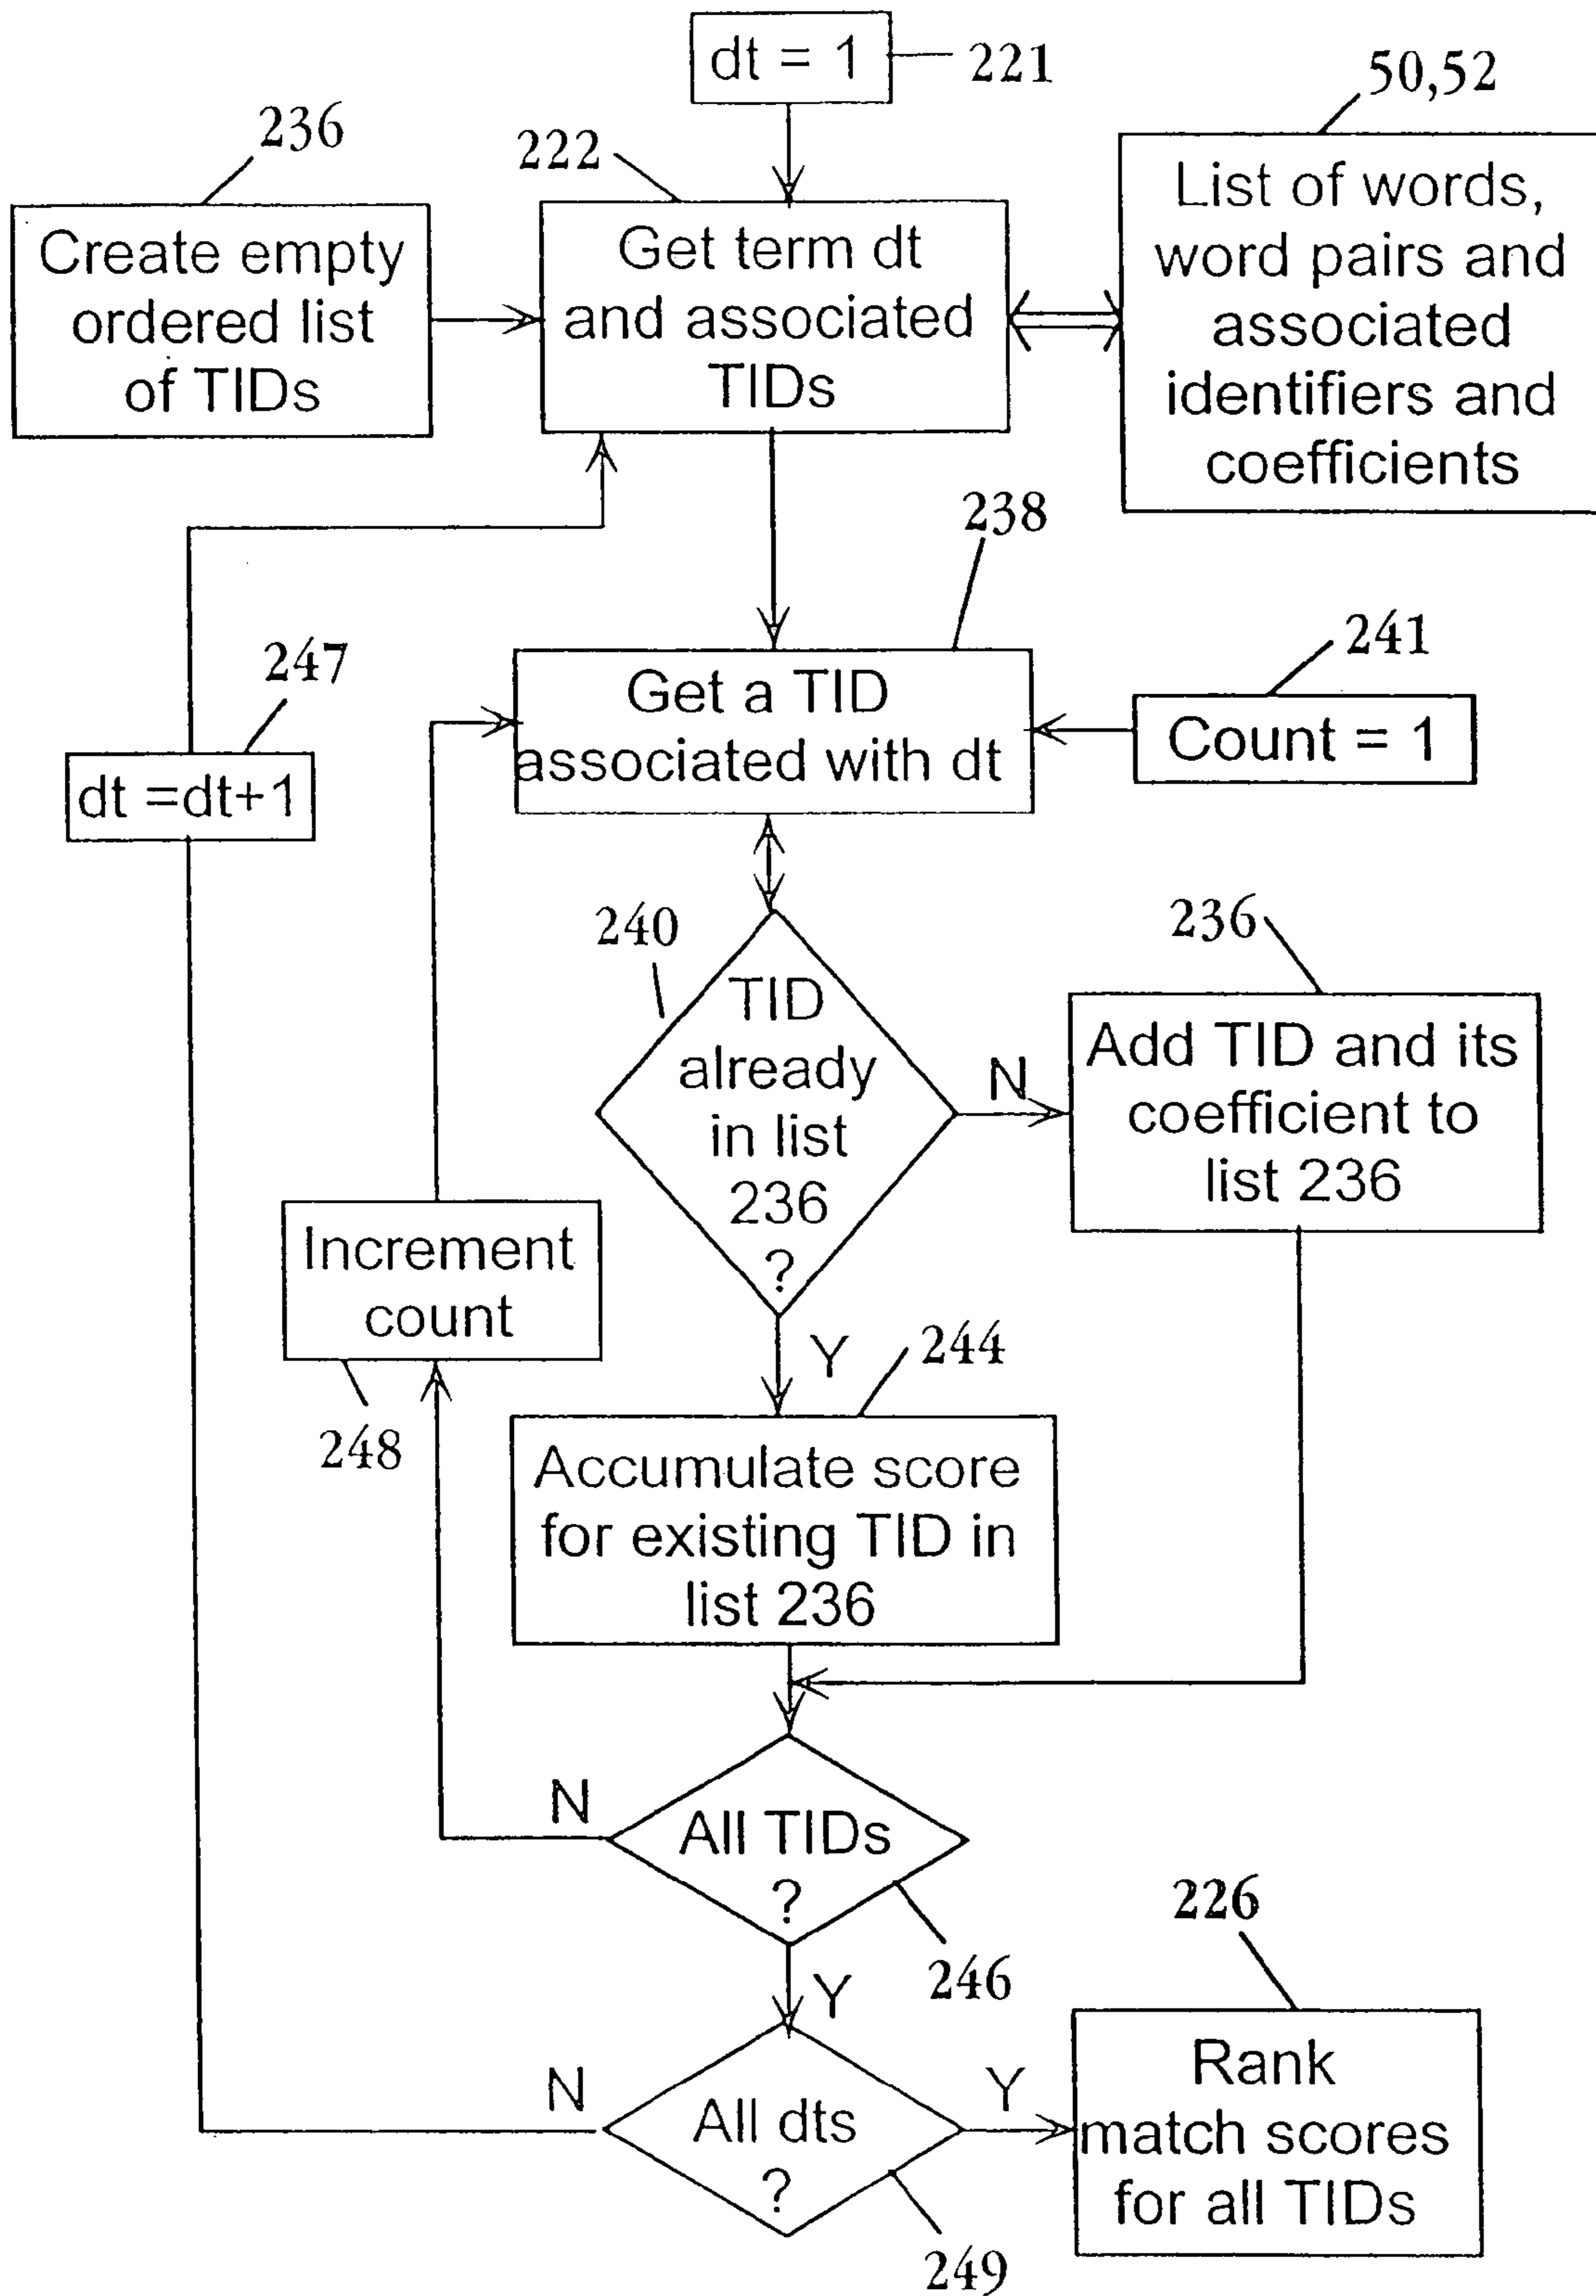 dt = 1
221
50,52
236
222
Create empty
ordered list
of TIDs
Get term dt
and associated
TIDs
List of words,
word pairs and
associated
identifiers and
coefficients
238
247
241
Get a TID
associated with dt
Count = 1
dt =dt+1
240
236
TID
already
in list
236
?
N
Add TID and its
coefficient to
list 236
Increment
count
Y
244
248
Accumulate score
for existing TID in
list 236
N
All TIDs
?
246
226
Y
N
All dts
?
Y
Rank
match scores
for all TIDs
249